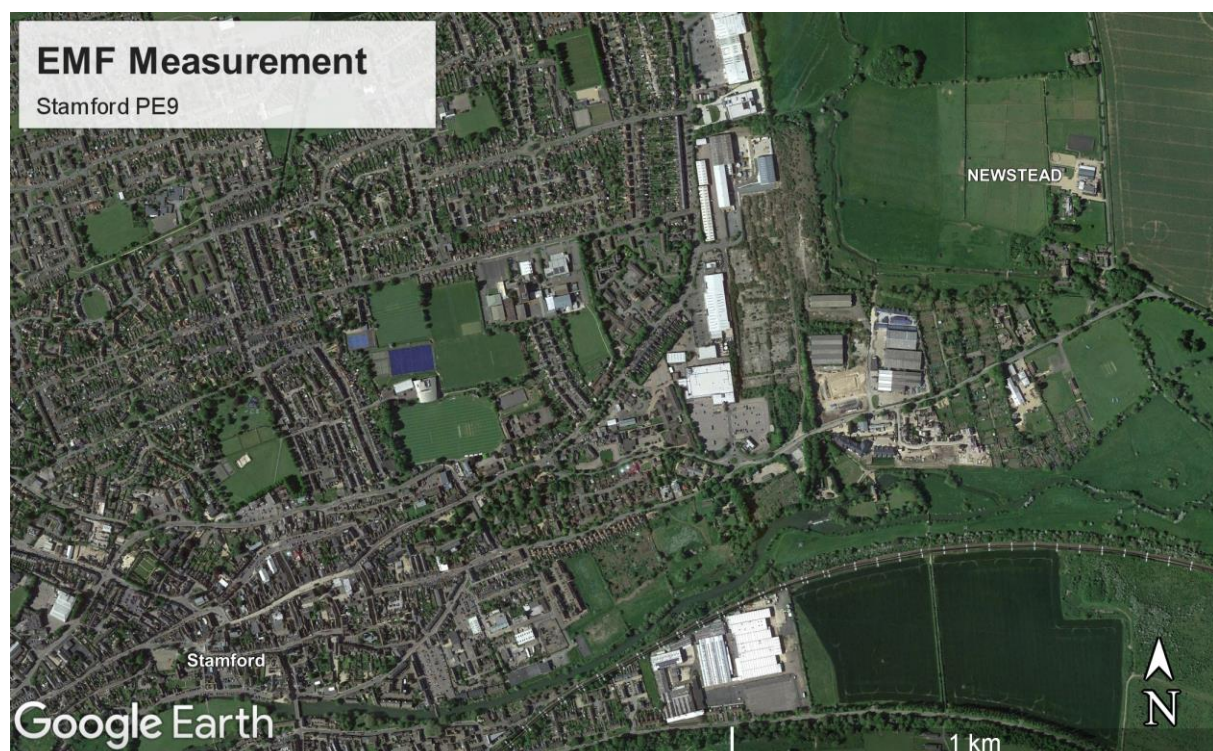 EMF Measurement
Stamford PE9
NEWSTEAD
Stamford
Google Earth
N
1 km